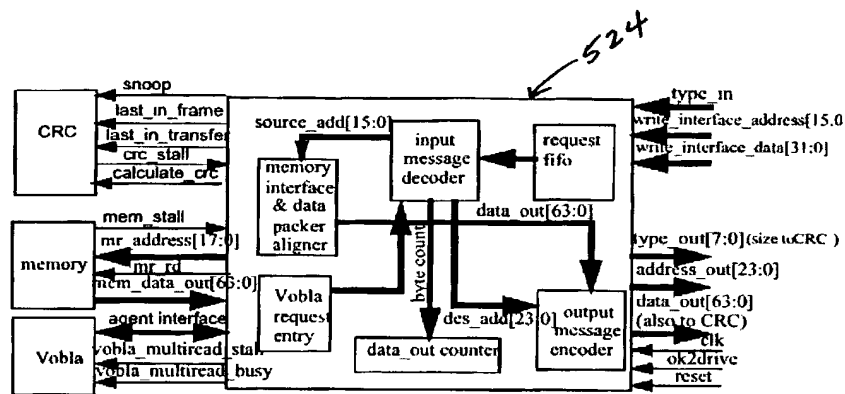 524
snoop
last_in_frame
last_in_transfer
crc_stall
calculate_crc
CRC
mem_stall
mr_address[17:0]
mr_rd
mem_data_out[63:0]
memory
agent interface
vobla_multiread_stall
vobla_multiread_busy
Vobla
source_add[15:0]
input
message
decoder
request
fifo
memory
interface
& data
packer
aligner
data_out[63:0]
Vobla
request
entry
byte count
des_add[23:0]
data_out counter
output
message
encoder
type_in
write_interface_address[15.0
write_interface_data[31:0]
type_out[7:0] (size toCRC )
address_out[23:0]
data_out[63:0]
(also to CRC)
clk
ok2drive
reset